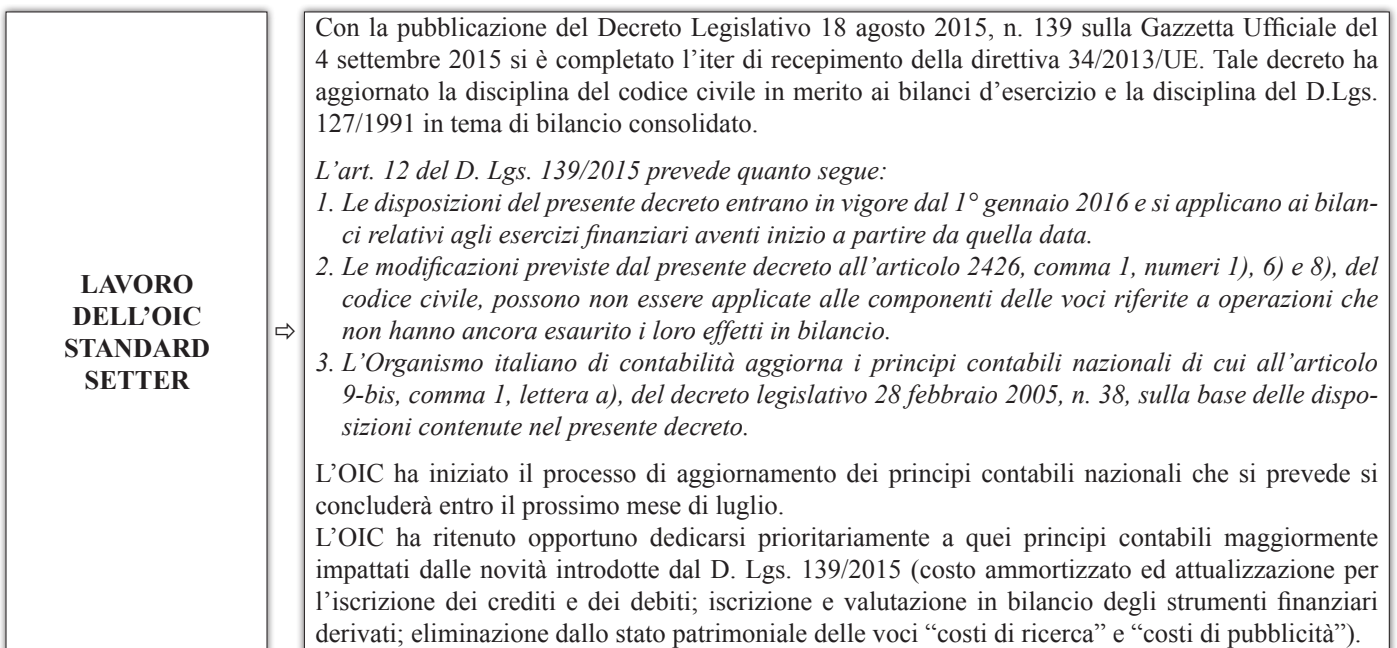 LAVORO
DELL’OIC
STANDARD
SETTER
⇨
Con la pubblicazione del Decreto Legislativo 18 agosto 2015, n. 139 sulla Gazzetta Ufficiale del
4 settembre 2015 si è completato l’iter di recepimento della direttiva 34/2013/UE. Tale decreto ha
aggiornato la disciplina del codice civile in merito ai bilanci d’esercizio e la disciplina del D.Lgs.
127/1991 in tema di bilancio consolidato.
L’art. 12 del D. Lgs. 139/2015 prevede quanto segue:
1. Le disposizioni del presente decreto entrano in vigore dal 1° gennaio 2016 e si applicano ai bilan-
ci relativi agli esercizi finanziari aventi inizio a partire da quella data.
2. Le modificazioni previste dal presente decreto all’articolo 2426, comma 1, numeri 1), 6) e 8), del
codice civile, possono non essere applicate alle componenti delle voci riferite a operazioni che
non hanno ancora esaurito i loro effetti in bilancio.
3. L’Organismo italiano di contabilità aggiorna i principi contabili nazionali di cui all’articolo
9-bis, comma 1, lettera a), del decreto legislativo 28 febbraio 2005, n. 38, sulla base delle dispo-
sizioni contenute nel presente decreto.
L’OIC ha iniziato il processo di aggiornamento dei principi contabili nazionali che si prevede si
concluderà entro il prossimo mese di luglio.
L’OIC ha ritenuto opportuno dedicarsi prioritariamente a quei principi contabili maggiormente
impattati dalle novità introdotte dal D. Lgs. 139/2015 (costo ammortizzato ed attualizzazione per
l’iscrizione dei crediti e dei debiti; iscrizione e valutazione in bilancio degli strumenti finanziari
derivati; eliminazione dallo stato patrimoniale delle voci “costi di ricerca” e “costi di pubblicità”).